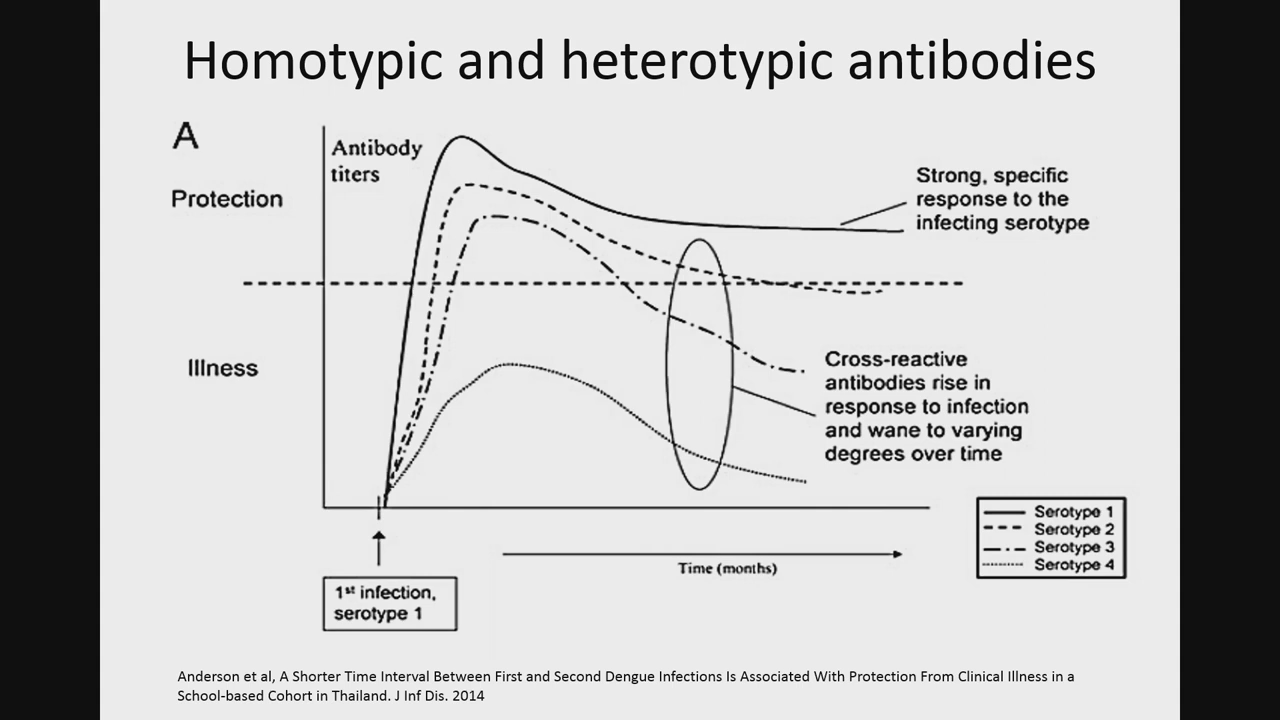 Homotypic and heterotypic antibodies
A
Antibody
titers
Protection
Illness
Strong, specific
response to the
infecting serotype
Cross-reactive
antibodies rise in
response to infection
and wane to varying
degrees over time
Serotype 1
Serotype 2
Serotype 3
Serotype 4
Time (months)
1st infection,
serotype 1
Anderson et al, A Shorter Time Interval Between First and Second Dengue Infections Is Associated With Protection From Clinical Illness in a
School-based Cohort in Thailand. J Inf Dis. 2014